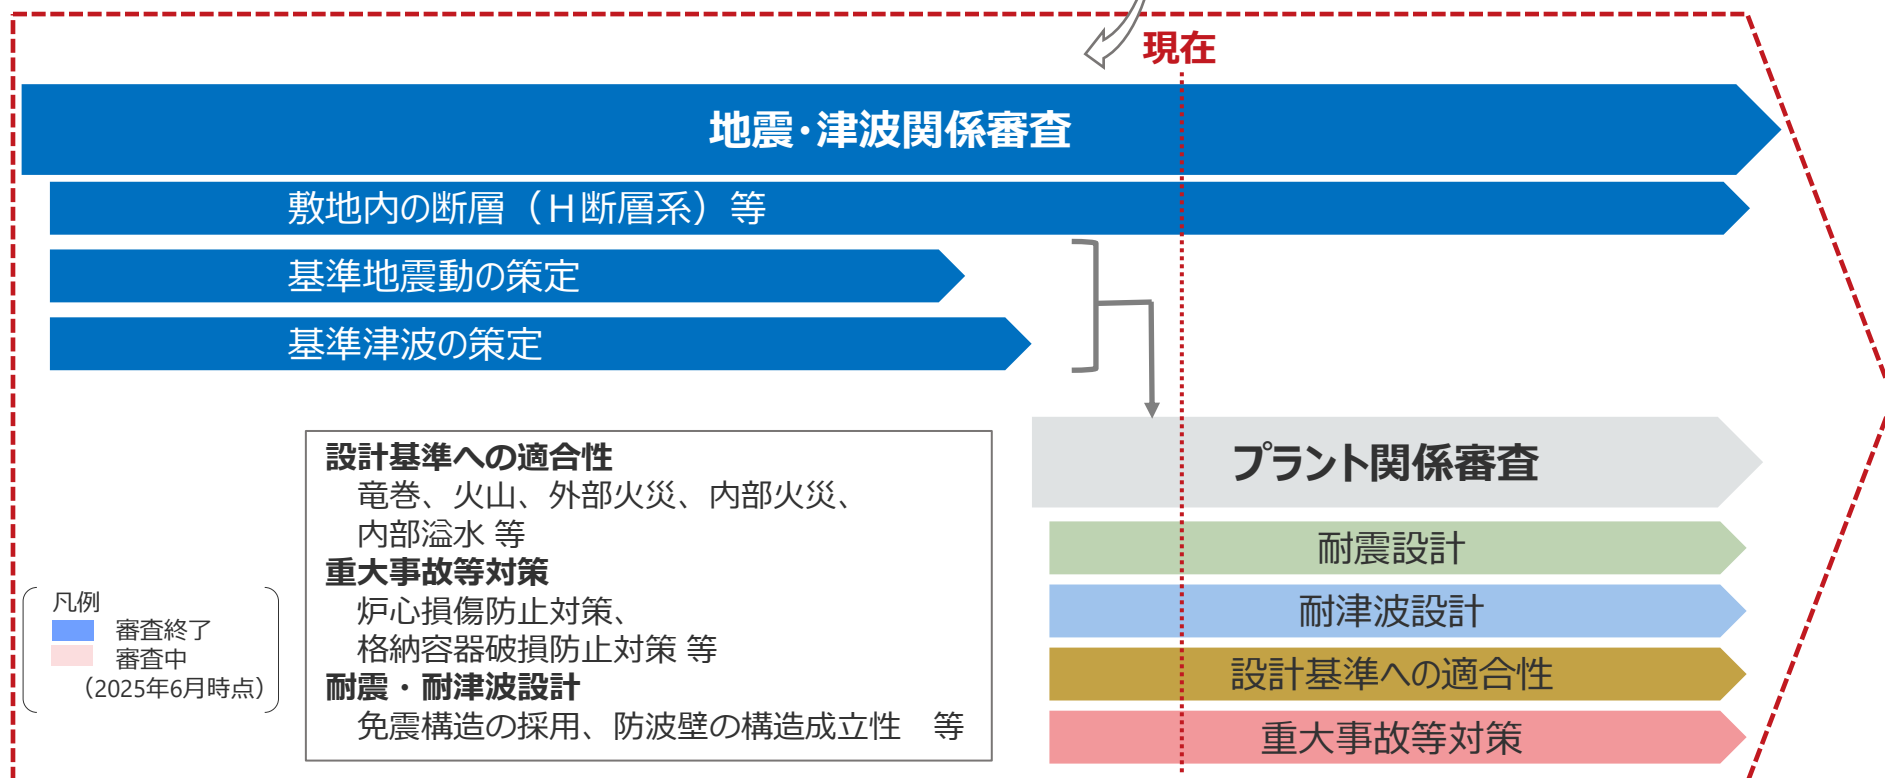 現在
地震・津波関係審査
敷地内の断層（H断層系）等
基準地震動の策定
基準津波の策定
設計基準への適合性
竜巻、火山、外部火災、内部火災、
内部溢水 等
重大事故等対策
炉心損傷防止対策、
格納容器破損防止対策 等
耐震・耐津波設計
免震構造の採用、防波壁の構造成立性 等
凡例
審査終了
審査中
（2025年6月時点）
プラント関係審査
耐震設計
耐津波設計
設計基準への適合性
重大事故等対策